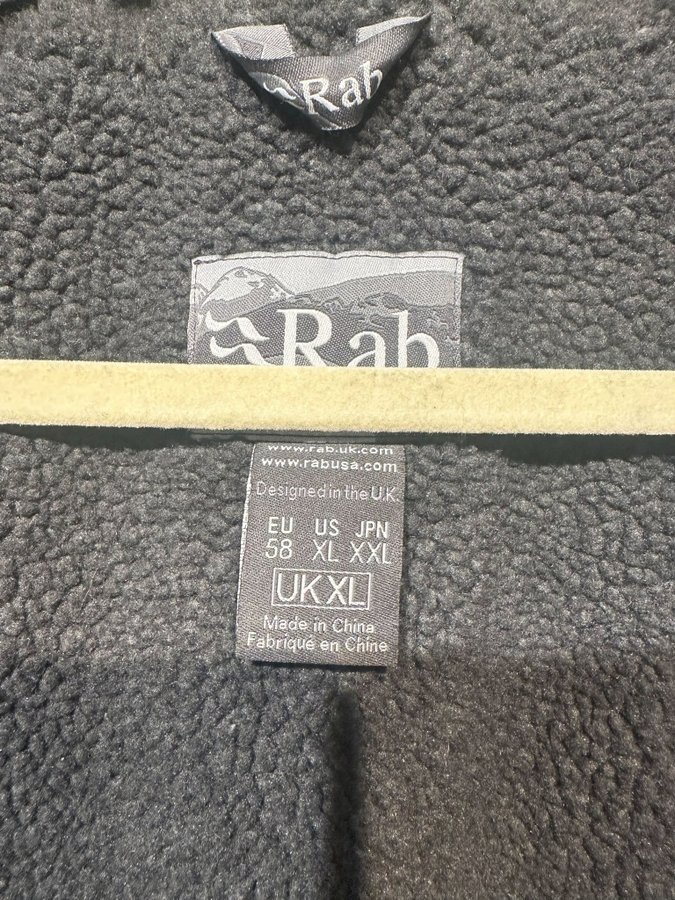 Rab
Rab
www.rab.uk.com
www.rabusa.com
Designed in the U.K.
EU US JPN
58 XL XXL
UK XL
Made in China
Fabriqué en Chine